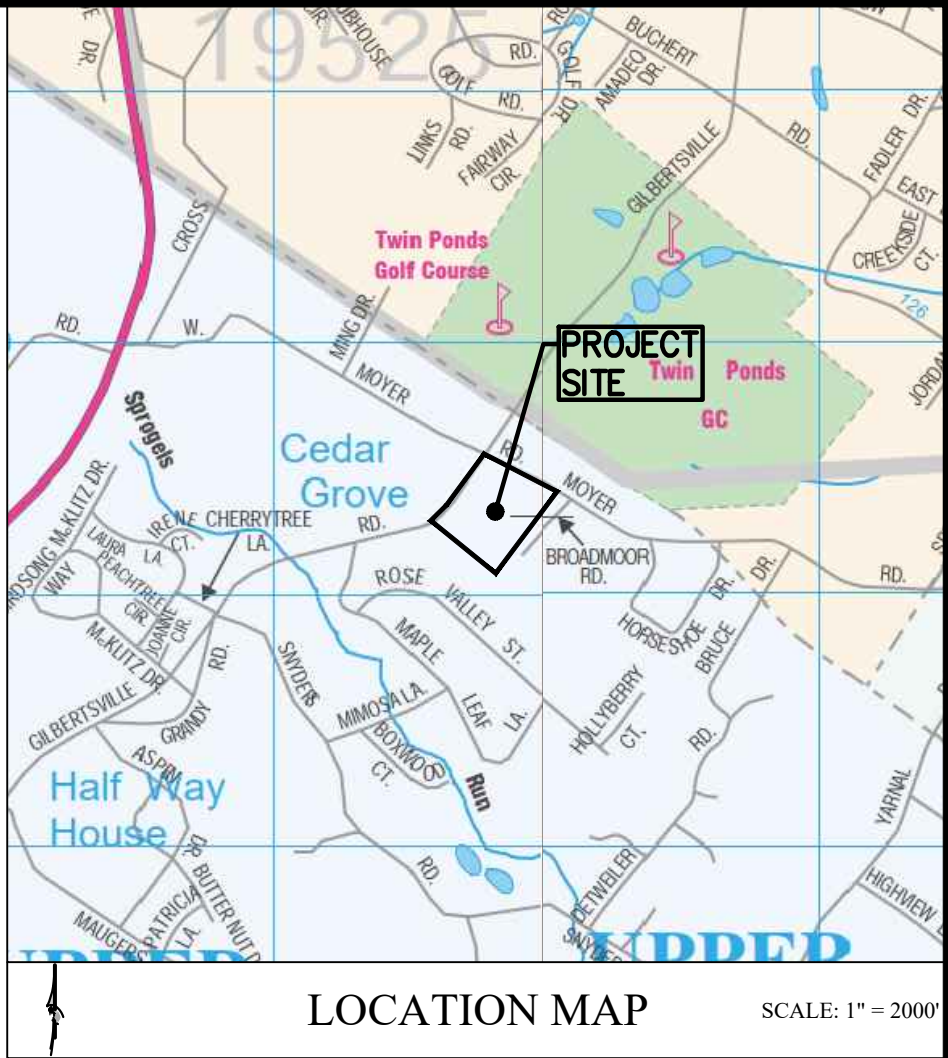 19525
DR.
CIR.
RD.
GOLF
RD.
GOLF DR.
BUCHERT
RD.
AMADEO
DR.
LINKS
RD.
FAIRWAY
CIR.
GILBERTSVILLE
FADLER DR.
EAST
CREEKSIDE
CT.
126
CROSS
Twin Ponds
Golf Course
RD.
W.
MING DR.
MOYER
RD.
PROJECT
SITE
Twin Ponds
GC
Sprogels
Cedar
Grove
MOYER
RD.
McKLITZ DR.
WAY
LAURA
LA.
IRENE
CT.
CHERRYTREE
LA.
RD.
PEACHTREE
CIR.
JOANNE
CIR.
McKLITZ DR.
BROADMOOR
RD.
ROSE
VALLEY
ST.
MAPLE
LEAF
LA.
HORSESHOE
DR.
BRUCE
DR.
GILBERTSVILLE
RD.
GRANDY
SNYDERS
RD.
MIMOSA LA.
BOXWOOD
CT.
Run
HOLLYBERRY
CT.
RD.
ASPIN
DR.
Half Way
House
YARNAL
HIGHVIEW
BUTTERNUT
PATRICIA
LA.
MAUGERS
DETWEILER
SNYDER
UPPER
UPPER
LOCATION MAP
SCALE: 1" = 2000'